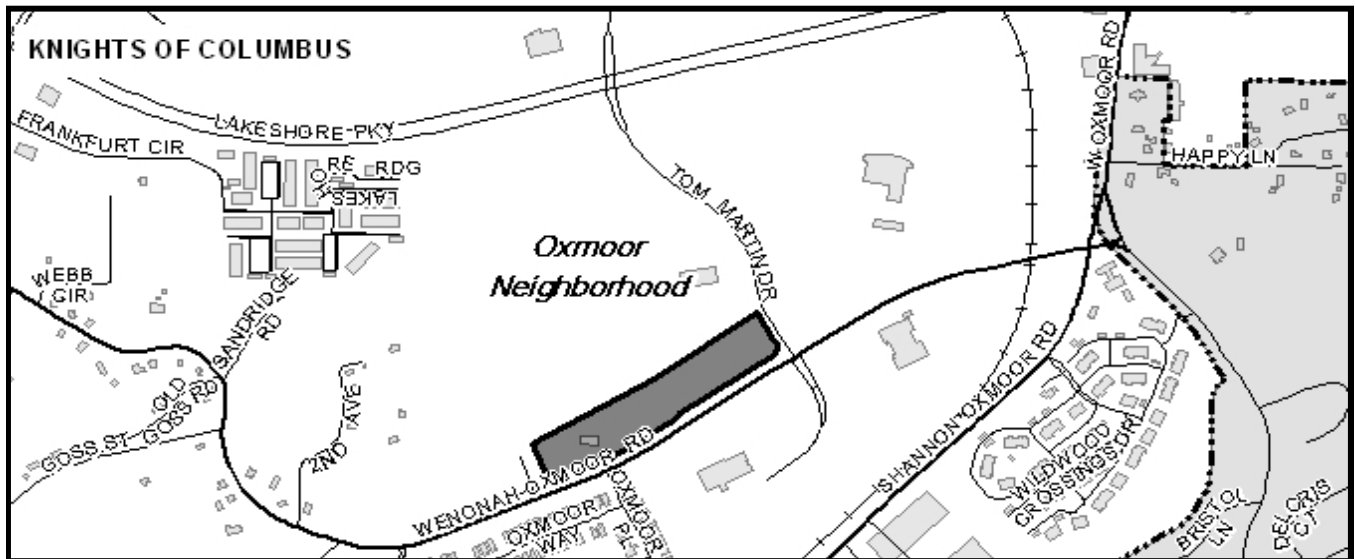 KNIGHTS OF COLUMBUS
LAKESHORE PKY
FRANKFURT CIR
W OXMOOR RD
HAPPY LN
RDG
LAKES
TOM MARTIN DR
Oxmoor
Neighborhood
WEBB
CIR
SANDRIDGE
RD
OLD
GOSS RD
GOSS ST
2ND AVE
WENONAH-OXMOOR RD
SHANNON OXMOOR RD
OXMOOR
WAY
OXMOOR
PL
WILDWOOD
CROSSINGS DR
BRISTOL
LN
DELCRIS
CT